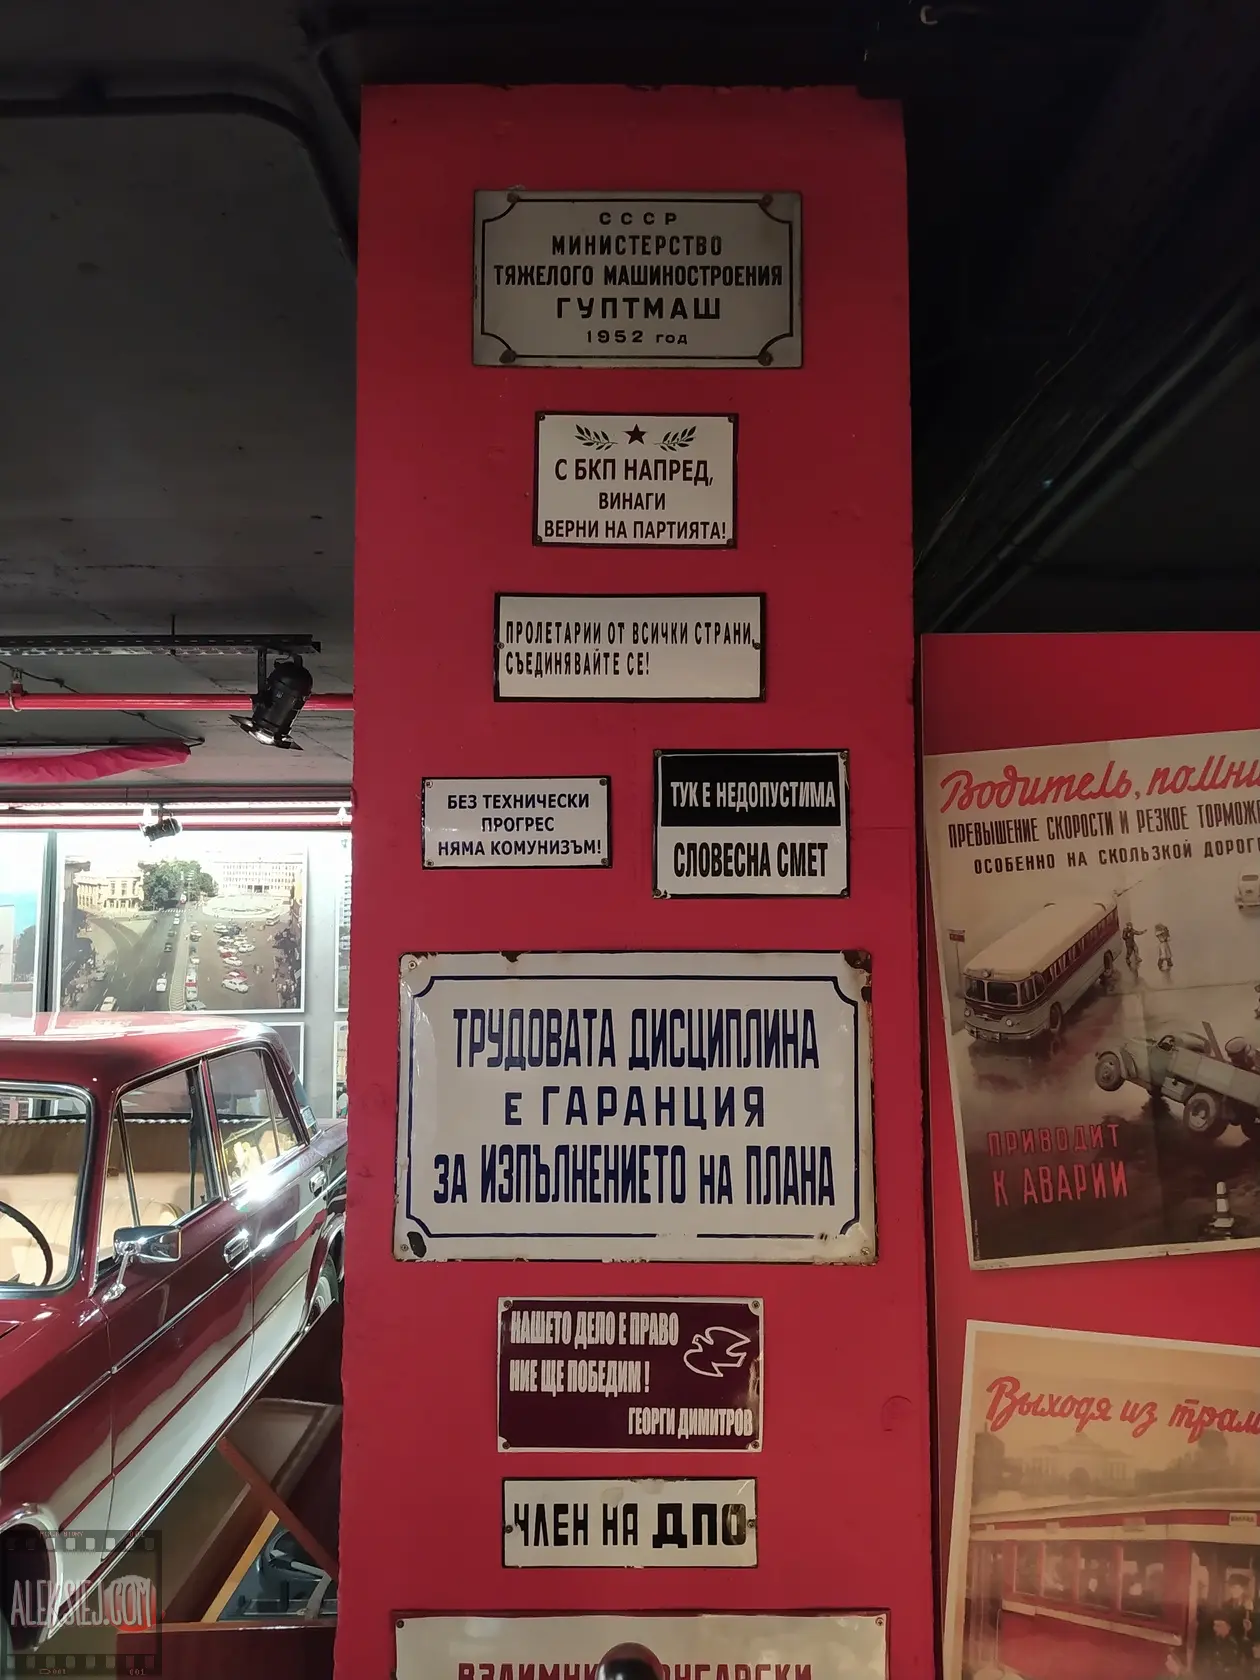 СССР
МИНИСТЕРСТВО
ТЯЖЕЛОГО МАШИНОСТРОЕНИЯ
ГУПТМАШ
1952 год
С БКП НАПРЕД,
ВИНАГИ
ВЕРНИ НА ПАРТИЯТА!
ПРОЛЕТАРИИ ОТ ВСИЧКИ СТРАНИ,
СЪЕДИНЯВАЙТЕ СЕ!
БЕЗ ТЕХНИЧЕСКИ
ПРОГРЕС
НЯМА КОМУНИЗЪМ!
ТУК Е НЕДОПУСТИМА
СЛОВЕСНА СМЕТ
ТРУДОВАТА ДИСЦИПЛИНА
Е ГАРАНЦИЯ
ЗА ИЗПЪЛНЕНИЕТО НА ПЛАНА
НАШЕТО ДЕЛО Е ПРАВО
НИЕ ЩЕ ПОБЕДИМ!
ГЕОРГИ ДИМИТРОВ
ЧЛЕН НА ДПО
Водитель, помни
ПРЕВЫШЕНИЕ СКОРОСТИ И РЕЗКОЕ ТОРМОЖ
ОСОБЕННО НА СКОЛЬЗКОЙ ДОРОГ
ПРИВОДИТ
К АВАРИИ
Выходя из трам
ALEKSIEJ.COM